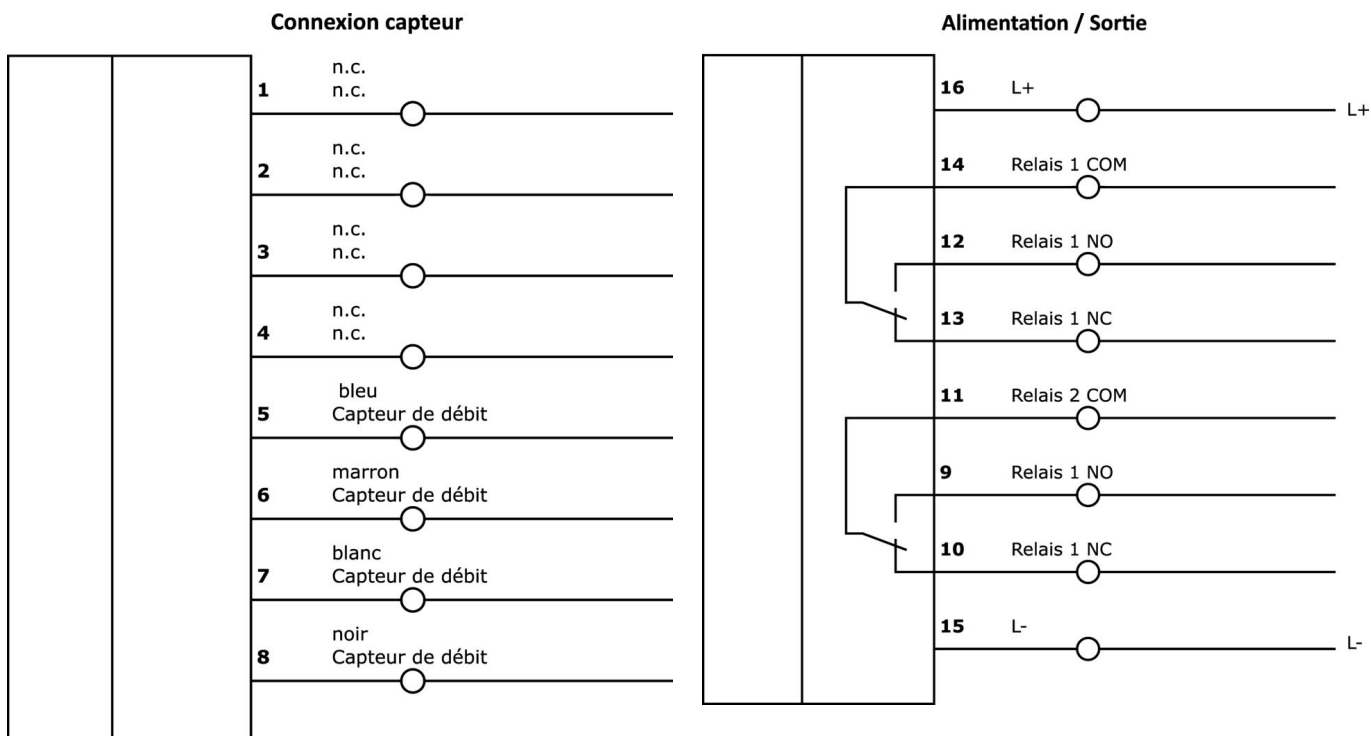 Connexion capteur
n.c.
1 n.c.
n.c.
2 n.c.
n.c.
3 n.c.
n.c.
4 n.c.
bleu
5 Capteur de débit
marron
6 Capteur de débit
blanc
7 Capteur de débit
noir
8 Capteur de débit
Alimentation / Sortie
16 L+
L+
14 Relais 1 COM
12 Relais 1 NO
13 Relais 1 NC
11 Relais 2 COM
9 Relais 1 NO
10 Relais 1 NC
15 L-
L-